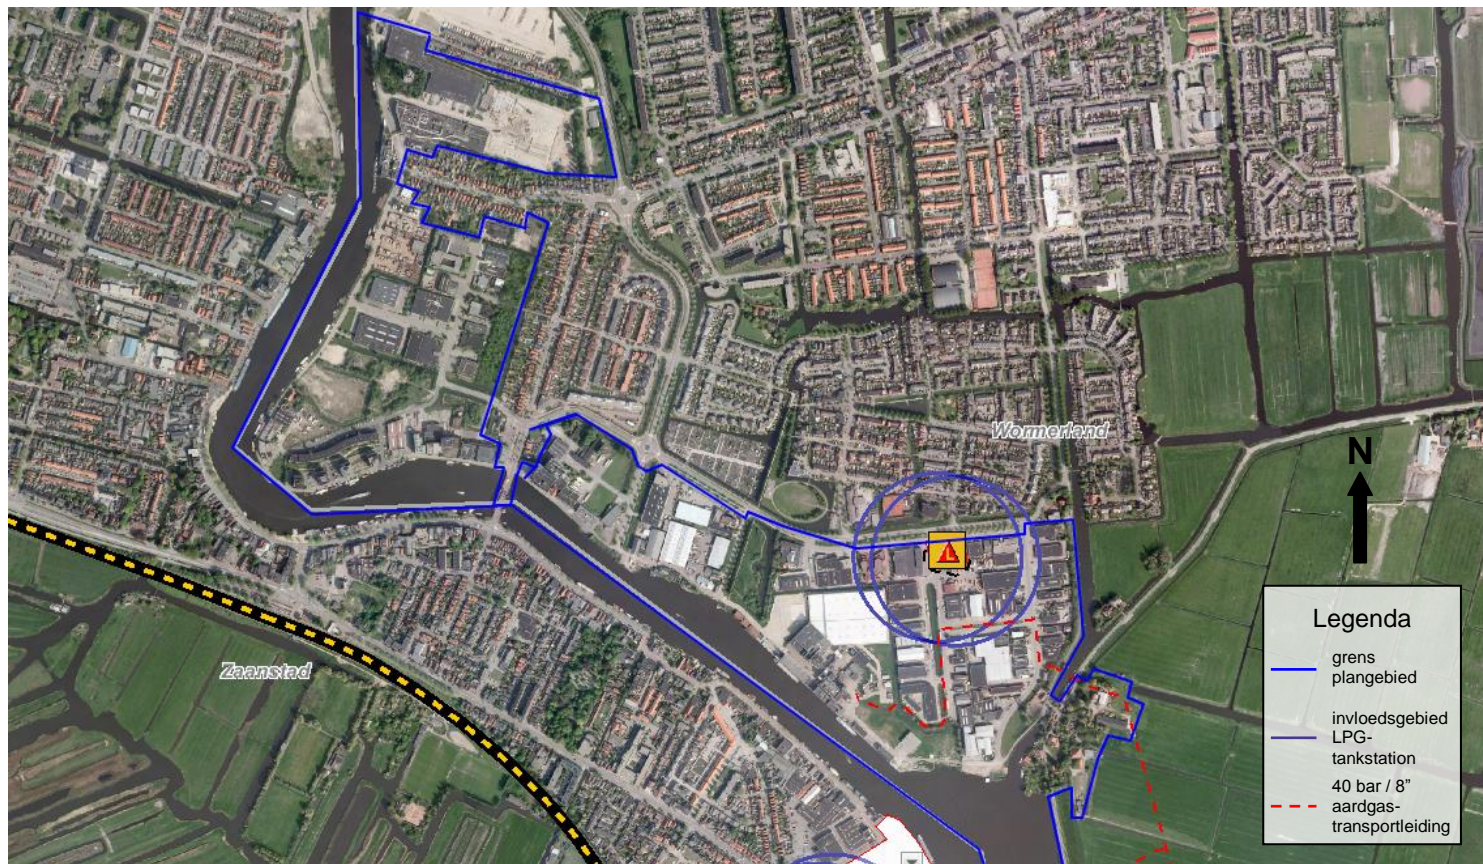 Wormerland
N
L
Zaanstad
Legenda
grens
plangebied
invloedsgebied
LPG-
tankstation
40 bar / 8”
aardgas-
transportleiding